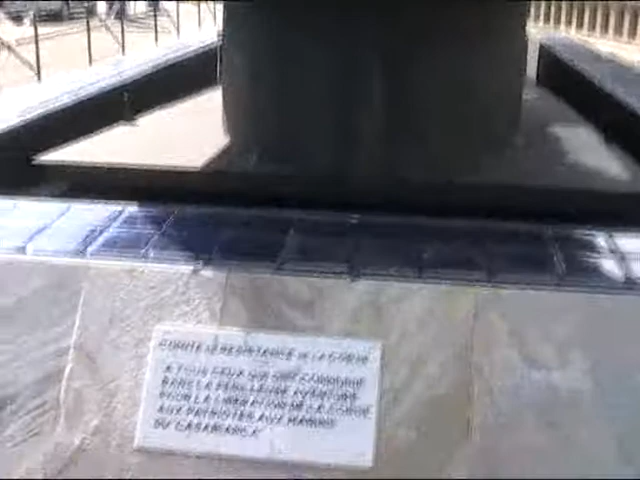 COMITE DE RESISTANCE DE LA CORSE
A TOUS CEUX QUI SONT TOMBES
DANS LA PERILLEUSE AVENTURE
POUR LA LIBERATION DE LA CORSE
AUX PATRIOTES AUX MARINS
DU CASABIANCA